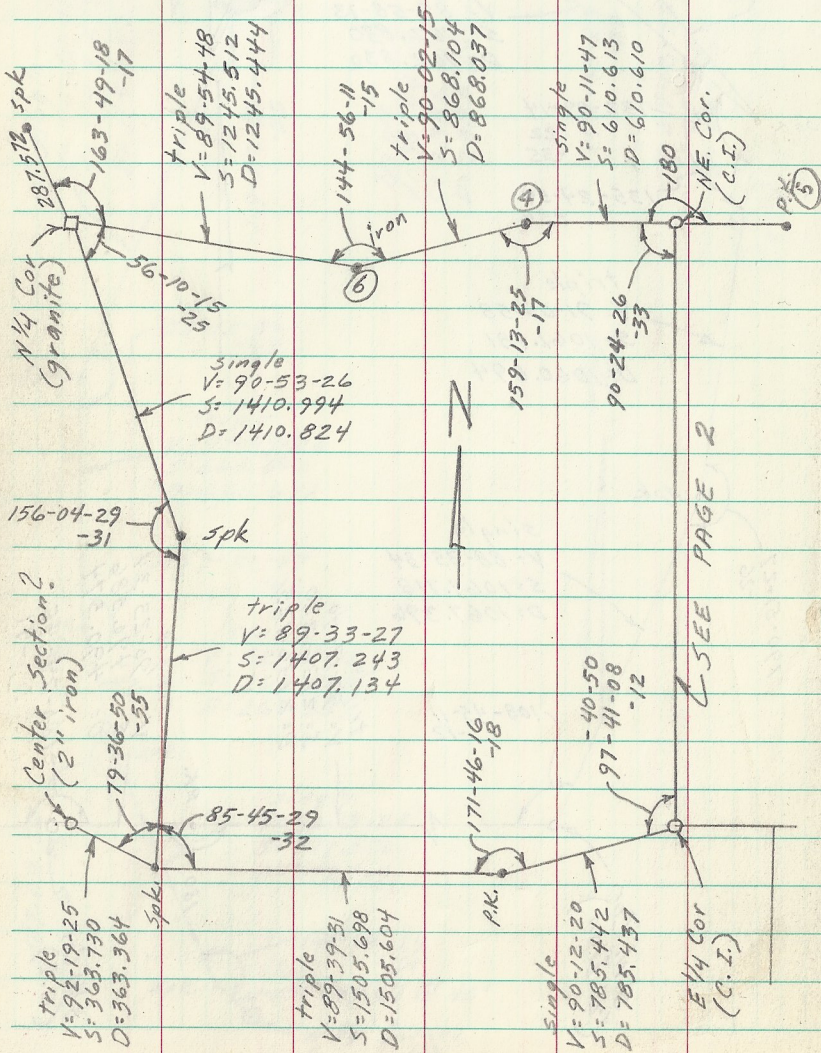 N 1/4 Cor
(granite)
287.572
spk
163-49-18
-17
56-10-15
-25
triple
V=89-54-48
S=1245.512
D=1245.444
144-56-11
-15
6
iron
triple
V=90-02-15
S=868.104
D=868.037
4
159-13-25
-17
single
V=90-11-47
S=610.613
D=610.610
180
NE. Cor.
(C.I.)
P.K.
5
90-24-26
-33
single
V=90-53-26
S=1410.994
D=1410.824
156-04-29
-31
spk
N
SEE PAGE 2
Center Section?
(2" iron)
79-36-50
-55
triple
V=89-33-27
S=1407.243
D=1407.134
triple
V=92-19-25
S=363.730
D=363.364
spk
85-45-29
-32
triple
V=89-39-31
S=1505.698
D=1505.604
171-46-16
-18
P.K.
single
V=90-12-20
S=785.442
D=785.437
-40-50
97-41-08
-12
E 1/4 Cor
(C.I.)